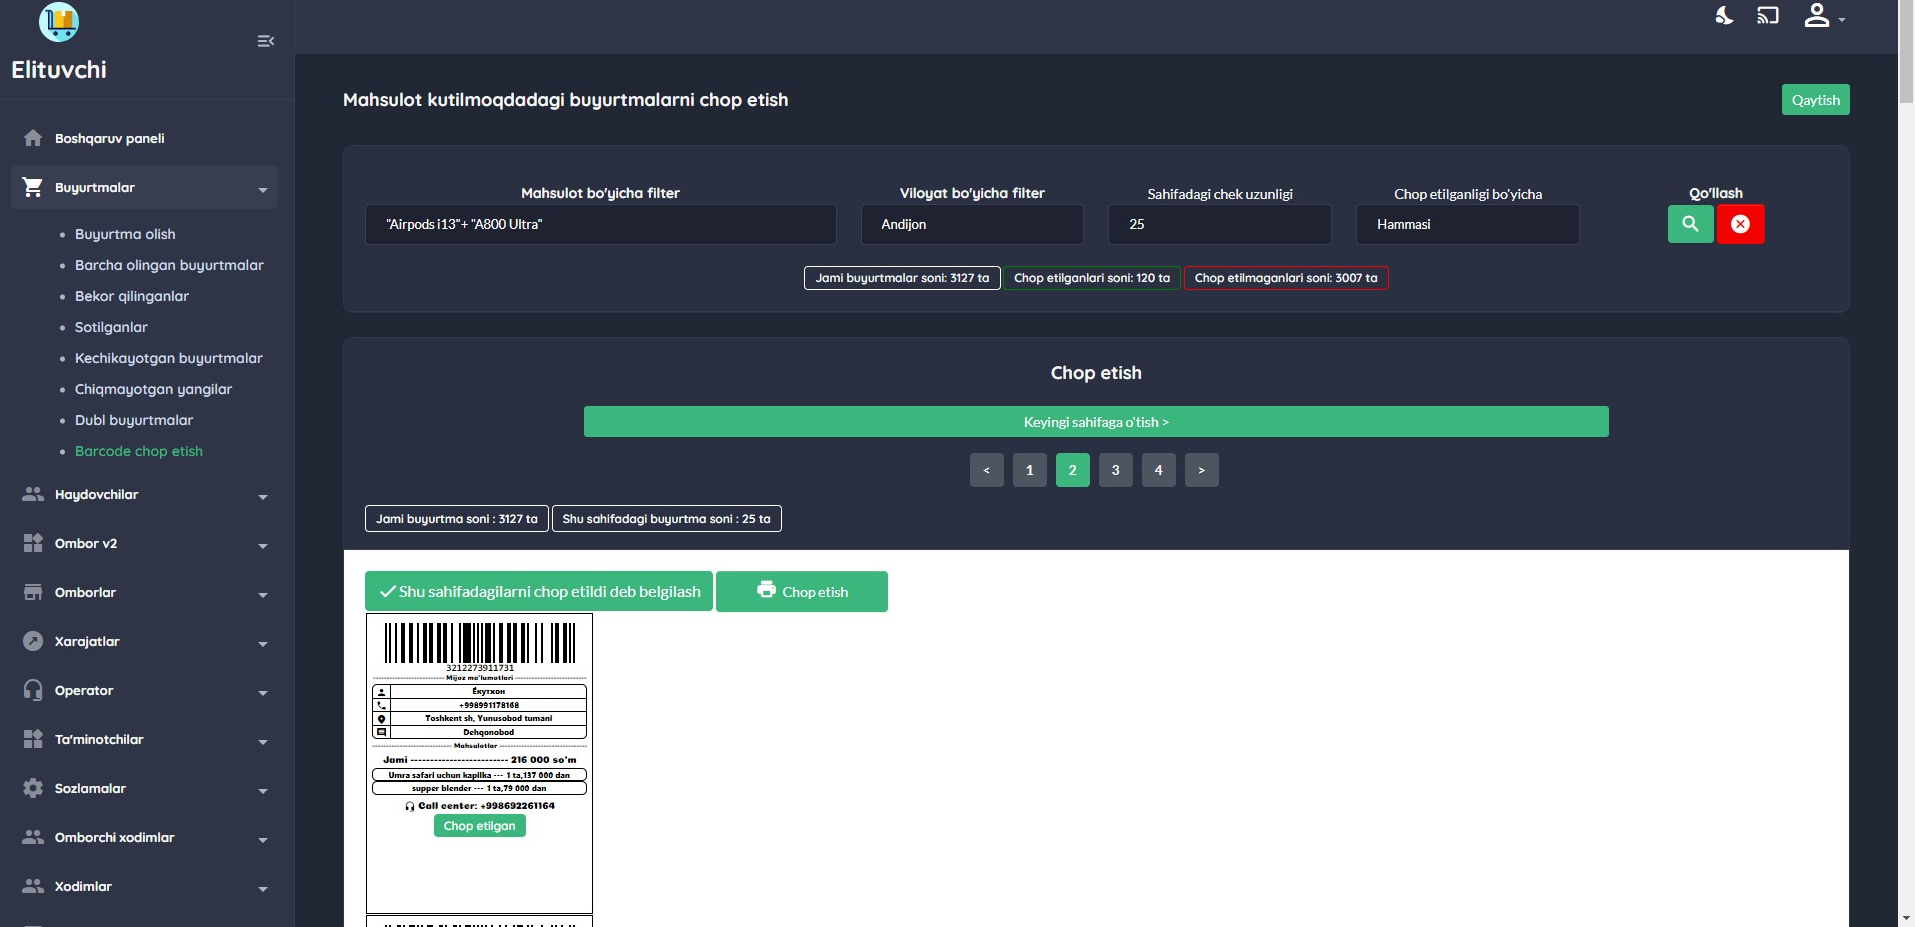 Elituvchi
Boshqaruv paneli
Buyurtmalar
Buyurtma olish
Barcha olingan buyurtmalar
Bekor qilinganlar
Sotilganlar
Kechikayotgan buyurtmalar
Chiqmayotgan yangilar
Dubl buyurtmalar
Barcode chop etish
Haydovchilar
Ombor v2
Omborlar
Xarajatlar
Operator
Ta'minotchilar
Sozlamalar
Omborchi xodimlar
Xodimlar
Mahsulot kutilmoqdadagi buyurtmalarni chop etish
Qaytish
Mahsulot bo'yicha filter
Viloyat bo'yicha filter
Sahifadagi chek uzunligi
Chop etilganligi bo'yicha
Qo'llash
"Airpods i13"+ "A800 Ultra"
Andijon
25
Hammasi
Jami buyurtmalar soni: 3127 ta
Chop etilganlari soni: 120 ta
Chop etilmaganlari soni: 3007 ta
Chop etish
Keyingi sahifaga o'tish >
< 1 2 3 4 >
Jami buyurtma soni : 3127 ta
Shu sahifadagi buyurtma soni : 25 ta
Shu sahifadagilarni chop etildi deb belgilash
Chop etish
3212273911731
Mijoz ma'lumotlari
Ёкутхон
+998991178168
Toshkent sh, Yunusobod tumani
Dehqonobod
Mahsulotlar
Jami ------------------------- 216 000 so'm
Umra safari uchun kapilka --- 1 ta,137 000 dan
supper blender --- 1 ta,79 000 dan
Call center: +998692261164
Chop etilgan